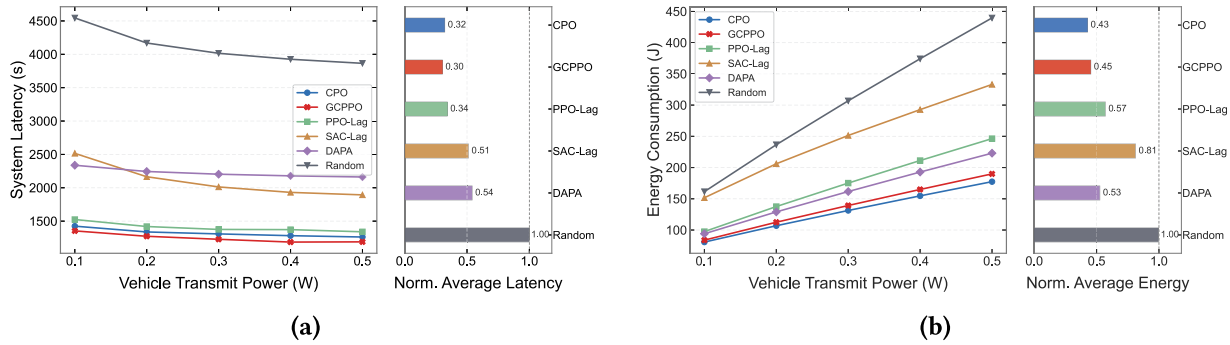 4500
4000
3500
3000
2500
2000
1500
System Latency (s)
CPO
GCPPO
PPO-Lag
SAC-Lag
DAPA
Random
0.1 0.2 0.3 0.4 0.5
Vehicle Transmit Power (W)
0.32 CPO
0.30 GCPPO
0.34 PPO-Lag
0.51 SAC-Lag
0.54 DAPA
1.00 Random
0.0 0.5 1.0
Norm. Average Latency
(a)
450
400
350
300
250
200
150
100
Energy Consumption (J)
CPO
GCPPO
PPO-Lag
SAC-Lag
DAPA
Random
0.1 0.2 0.3 0.4 0.5
Vehicle Transmit Power (W)
0.43 CPO
0.45 GCPPO
0.57 PPO-Lag
0.81 SAC-Lag
0.53 DAPA
1.00 Random
0.0 0.5 1.0
Norm. Average Energy
(b)